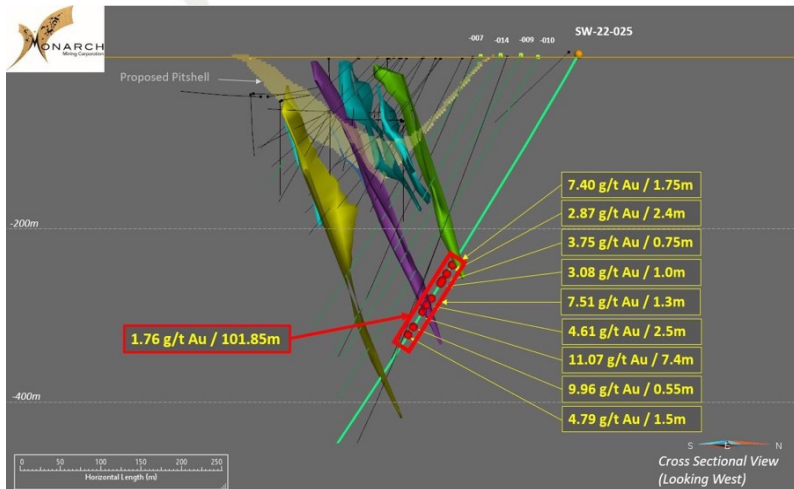 MONARCH
Mining Corporation
-007
-014
-009
-010
SW-22-025
Proposed Pitshell
-200m
7.40 g/t Au / 1.75m
2.87 g/t Au / 2.4m
3.75 g/t Au / 0.75m
3.08 g/t Au / 1.0m
7.51 g/t Au / 1.3m
1.76 g/t Au / 101.85m
4.61 g/t Au / 2.5m
11.07 g/t Au / 7.4m
9.96 g/t Au / 0.55m
4.79 g/t Au / 1.5m
-400m
S E N
0 50 100 150 200 250
Horizontal Length (m)
Cross Sectional View
(Looking West)